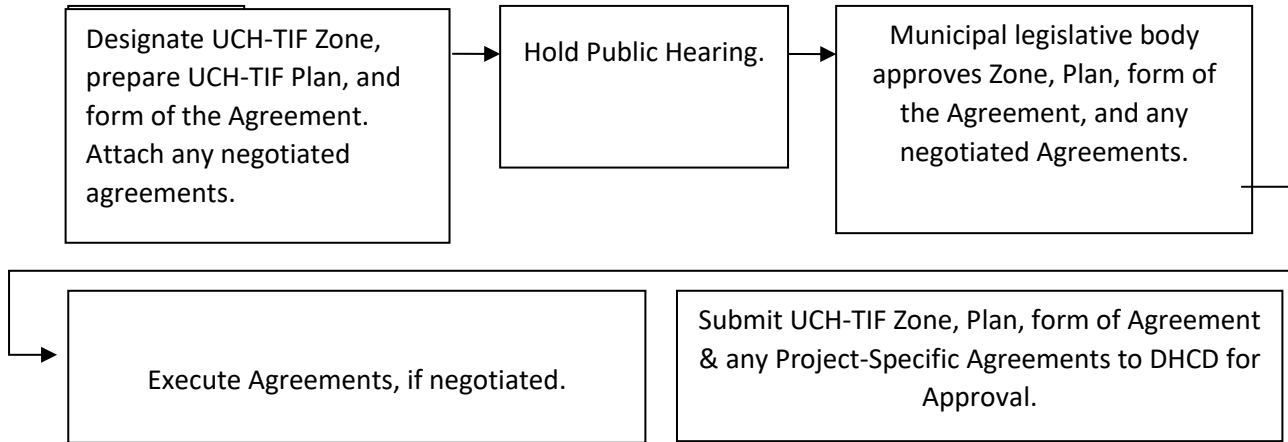 Designate UCH-TIF Zone,
prepare UCH-TIF Plan, and
form of the Agreement.
Attach any negotiated
agreements.
Hold Public Hearing.
Municipal legislative body
approves Zone, Plan, form of
the Agreement, and any
negotiated Agreements.
Execute Agreements, if negotiated.
Submit UCH-TIF Zone, Plan, form of Agreement
& any Project-Specific Agreements to DHCD for
Approval.